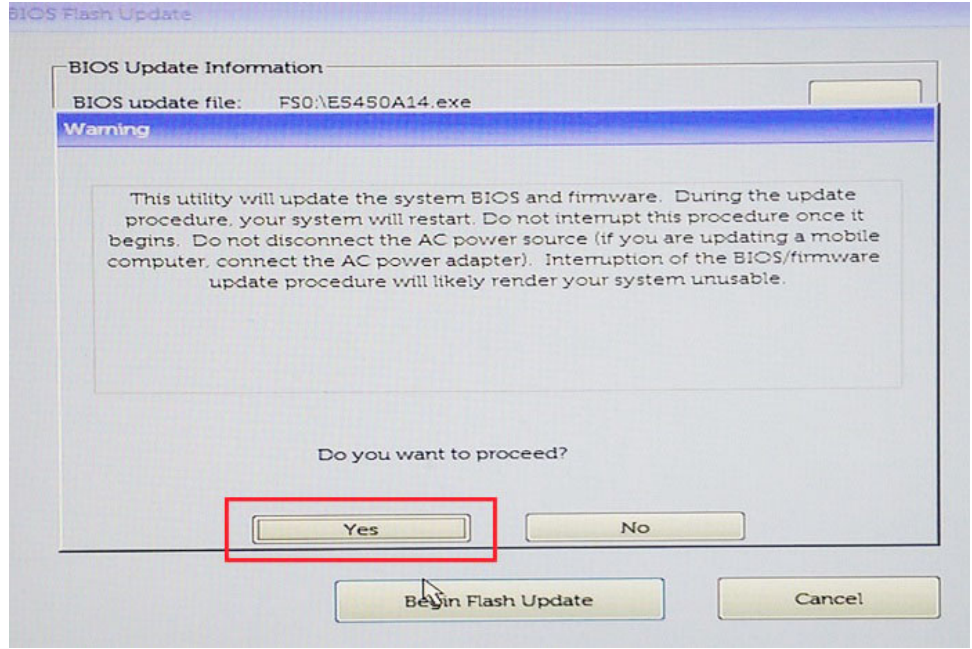 BIOS Flash Update
BIOS Update Information
BIOS update file: FS0:\E5450A14.exe
Warning
This utility will update the system BIOS and firmware. During the update
procedure, your system will restart. Do not interrupt this procedure once it
begins. Do not disconnect the AC power source (if you are updating a mobile
computer, connect the AC power adapter). Interruption of the BIOS/firmware
update procedure will likely render your system unusable.
Do you want to proceed?
Yes No
Begin Flash Update Cancel